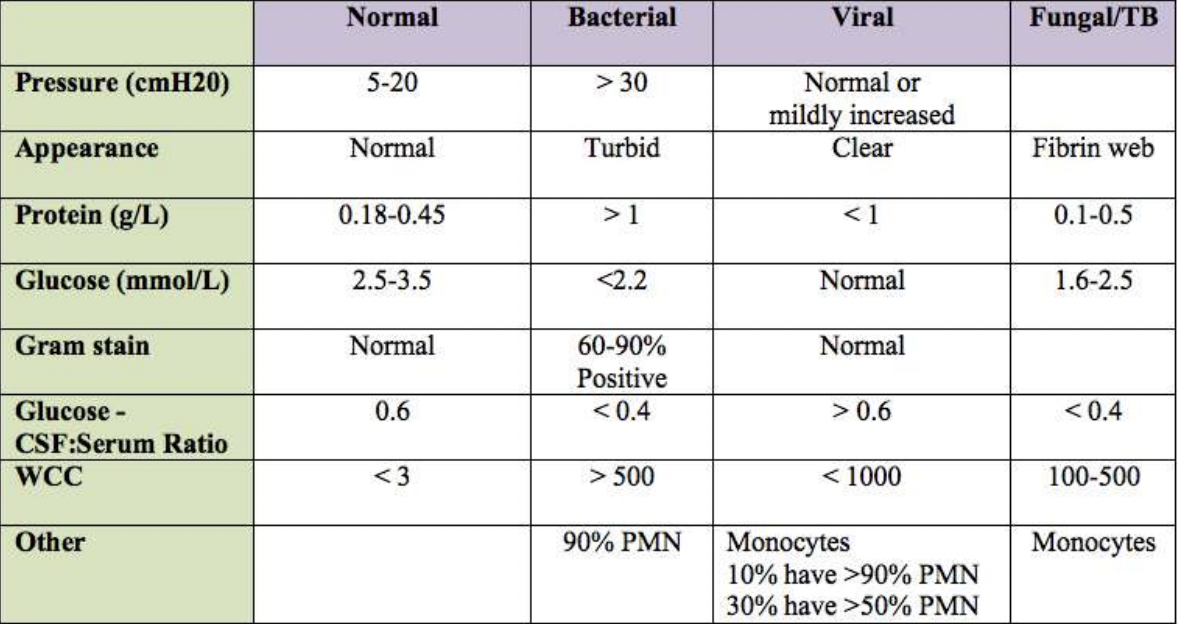 Normal Bacterial Viral Fungal/TB
Pressure (cmH20) 5-20 > 30 Normal or
mildly increased
Appearance Normal Turbid Clear Fibrin web
Protein (g/L) 0.18-0.45 > 1 < 1 0.1-0.5
Glucose (mmol/L) 2.5-3.5 <2.2 Normal 1.6-2.5
Gram stain Normal 60-90% Normal
Positive
Glucose - 0.6 < 0.4 > 0.6 < 0.4
CSF:Serum Ratio
WCC < 3 > 500 < 1000 100-500
Other 90% PMN Monocytes Monocytes
10% have >90% PMN
30% have >50% PMN